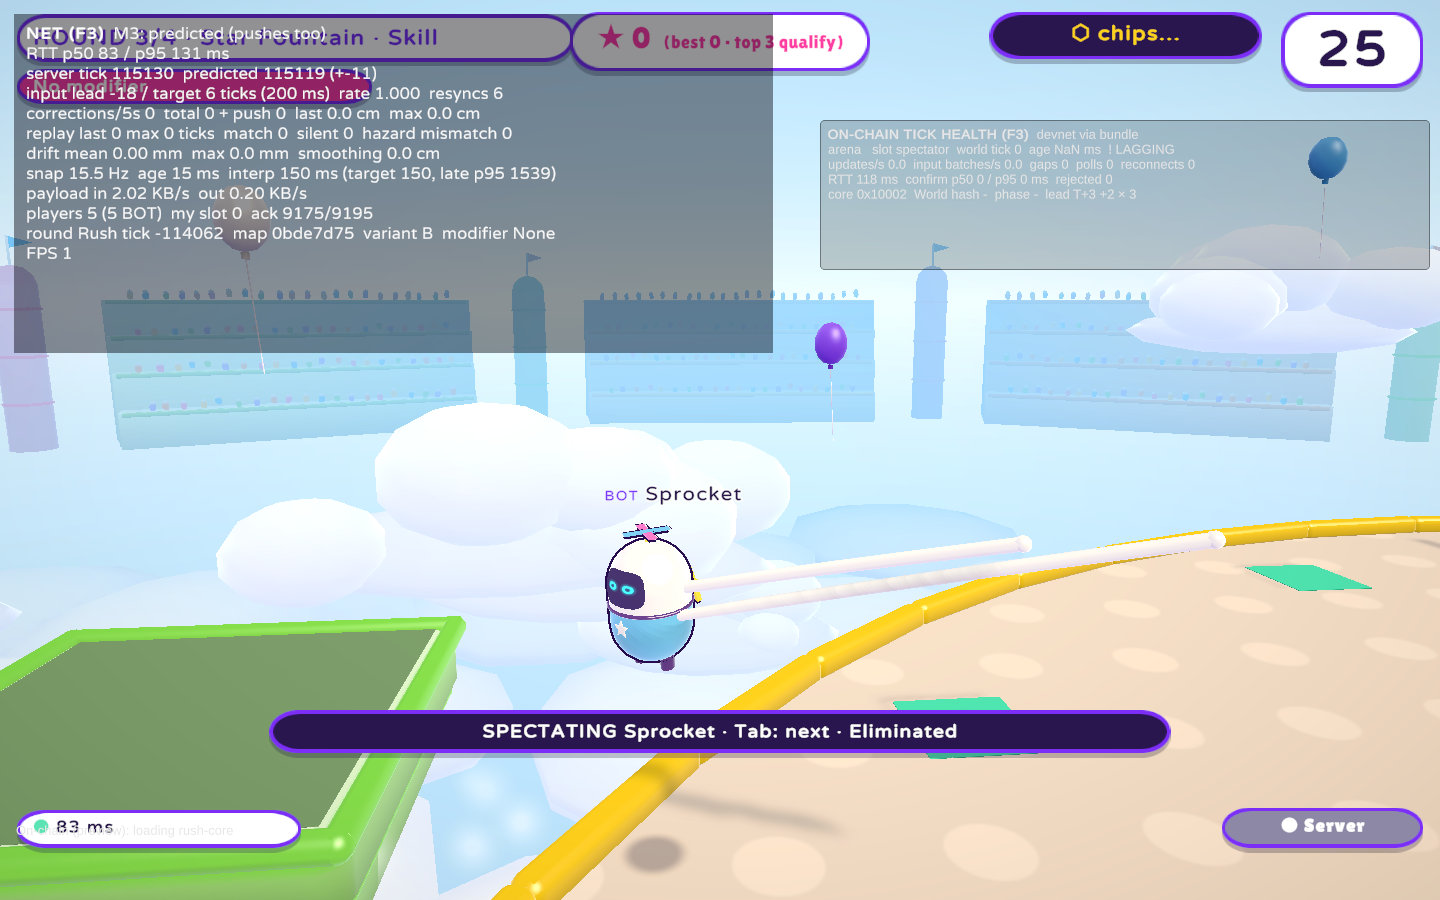 ROUND 3/4 · Star Fountain · Skill
★ 0 (best 0 · top 3 qualify)
chips...
25
No modifier
NET (F3) M3: predicted (pushes too)
RTT p50 83 / p95 131 ms
server tick 115130 predicted 115119 (+-11)
input lead -18 / target 6 ticks (200 ms) rate 1.000 resyncs 6
corrections/5s 0 total 0 + push 0 last 0.0 cm max 0.0 cm
replay last 0 max 0 ticks match 0 silent 0 hazard mismatch 0
drift mean 0.00 mm max 0.0 mm smoothing 0.0 cm
snap 15.5 Hz age 15 ms interp 150 ms (target 150, late p95 1539)
payload in 2.02 KB/s out 0.20 KB/s
players 5 (5 BOT) my slot 0 ack 9175/9195
round Rush tick -114062 map 0bde7d75 variant B modifier None
FPS 1
ON-CHAIN TICK HEALTH (F3) devnet via bundle
arena slot spectator world tick 0 age NaN ms ! LAGGING
updates/s 0.0 input batches/s 0.0 gaps 0 polls 0 reconnects 0
RTT 118 ms confirm p50 0 / p95 0 ms rejected 0
core 0x10002 World hash - phase - lead T+3 +2 × 3
BOT Sprocket
SPECTATING Sprocket · Tab: next · Eliminated
83 ms
loading rush-core
Server